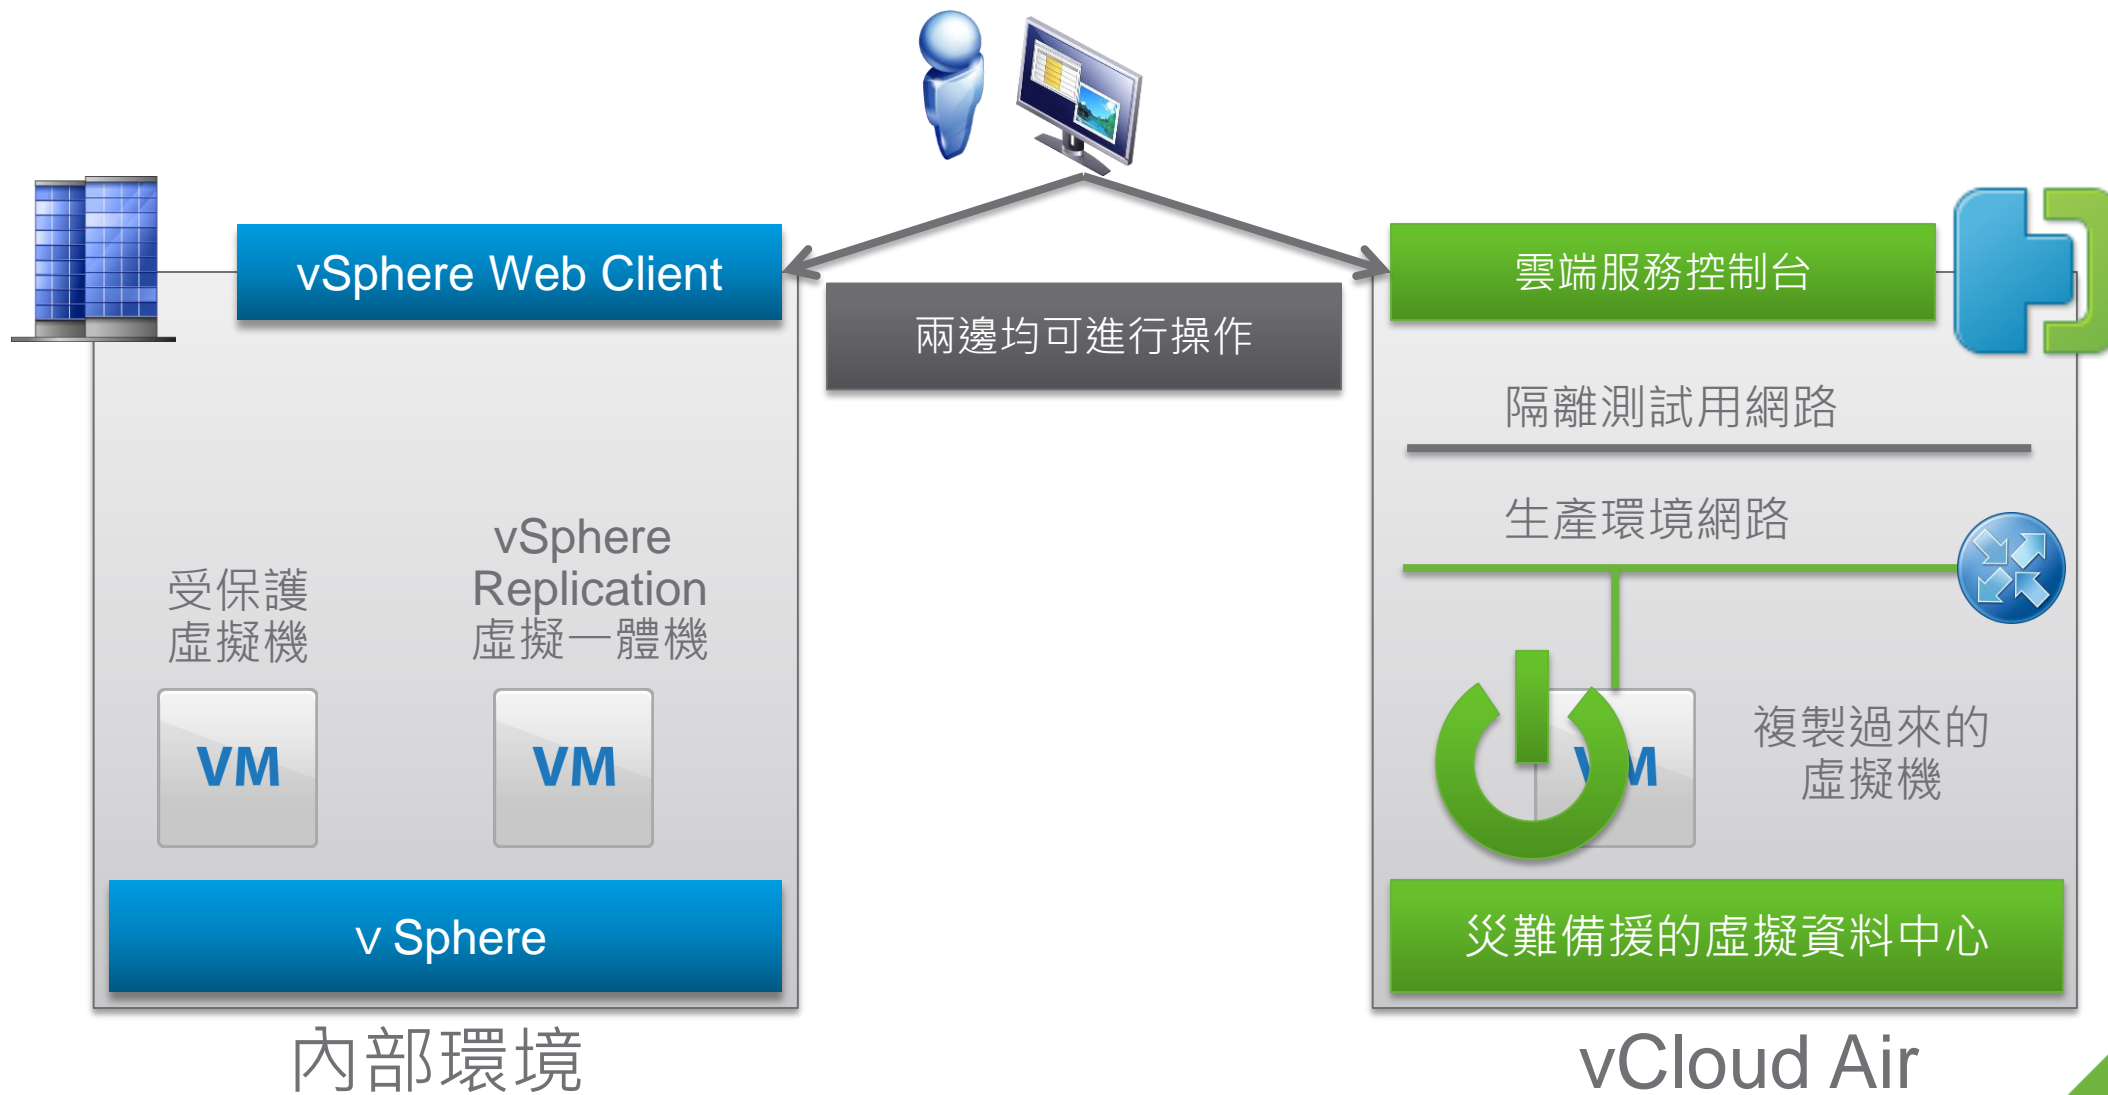 vSphere Web Client
兩邊均可進行操作
雲端服務控制台
隔離測試用網路
生產環境網路
受保護
虛擬機
vSphere
Replication
虛擬一體機
VM
VM
VM
複製過來的
虛擬機
v Sphere
災難備援的虛擬資料中心
內部環境
vCloud Air